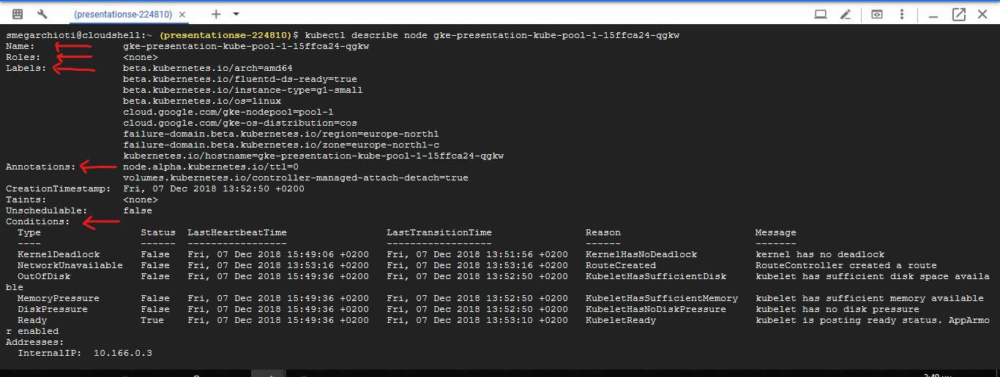 (presentationse-224810)
smegarchioti@cloudshell:~ (presentationse-224810)$ kubectl describe node gke-presentation-kube-pool-1-15ffca24-qgkw
Name: gke-presentation-kube-pool-1-15ffca24-qgkw
Roles: <none>
Labels: beta.kubernetes.io/arch=amd64
beta.kubernetes.io/fluentd-ds-ready=true
beta.kubernetes.io/instance-type=g1-small
beta.kubernetes.io/os=linux
cloud.google.com/gke-nodepool=pool-1
cloud.google.com/gke-os-distribution=cos
failure-domain.beta.kubernetes.io/region=europe-north1
failure-domain.beta.kubernetes.io/zone=europe-north1-c
kubernetes.io/hostname=gke-presentation-kube-pool-1-15ffca24-qgkw
Annotations: node.alpha.kubernetes.io/ttl=0
volumes.kubernetes.io/controller-managed-attach-detach=true
CreationTimestamp: Fri, 07 Dec 2018 13:52:50 +0200
Taints: <none>
Unschedulable: false
Conditions:
Type Status LastHeartbeatTime LastTransitionTime Reason Message
---- ------ ----------------- ------------------ ------ -------
KernelDeadlock False Fri, 07 Dec 2018 15:49:06 +0200 Fri, 07 Dec 2018 13:51:56 +0200 KernelHasNoDeadlock kernel has no deadlock
NetworkUnavailable False Fri, 07 Dec 2018 13:53:16 +0200 Fri, 07 Dec 2018 13:53:16 +0200 RouteCreated RouteController created a route
OutOfDisk False Fri, 07 Dec 2018 15:49:36 +0200 Fri, 07 Dec 2018 13:52:50 +0200 KubeletHasSufficientDisk kubelet has sufficient disk space availa
ble
MemoryPressure False Fri, 07 Dec 2018 15:49:36 +0200 Fri, 07 Dec 2018 13:52:50 +0200 KubeletHasSufficientMemory kubelet has sufficient memory available
DiskPressure False Fri, 07 Dec 2018 15:49:36 +0200 Fri, 07 Dec 2018 13:52:50 +0200 KubeletHasNoDiskPressure kubelet has no disk pressure
Ready True Fri, 07 Dec 2018 15:49:36 +0200 Fri, 07 Dec 2018 13:53:10 +0200 KubeletReady kubelet is posting ready status. AppArmo
r enabled
Addresses:
InternalIP: 10.166.0.3